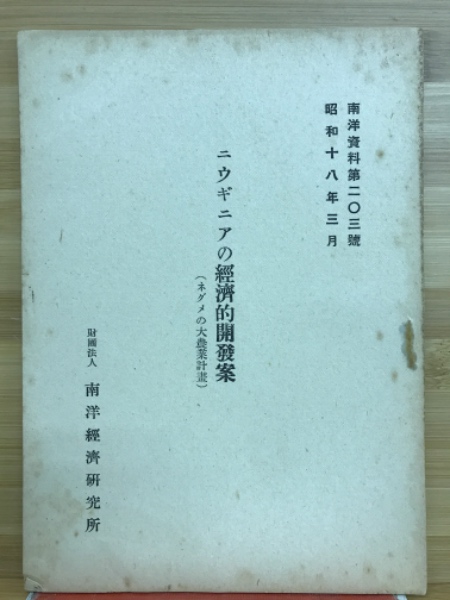 南洋資料第二〇三號
昭和十八年三月
ニウギニアの經濟的開發案
(ネグメの大農業計畫)
財團法人 南洋經濟硏究所